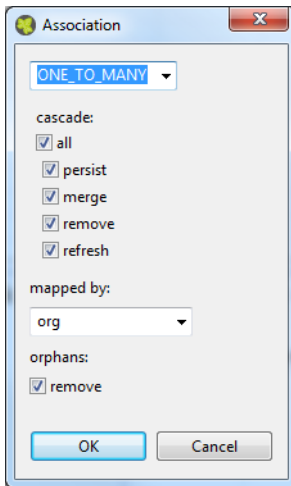 Association
ONE_TO_MANY
cascade:
all
persist
merge
remove
refresh
mapped by:
org
orphans:
remove
OK Cancel